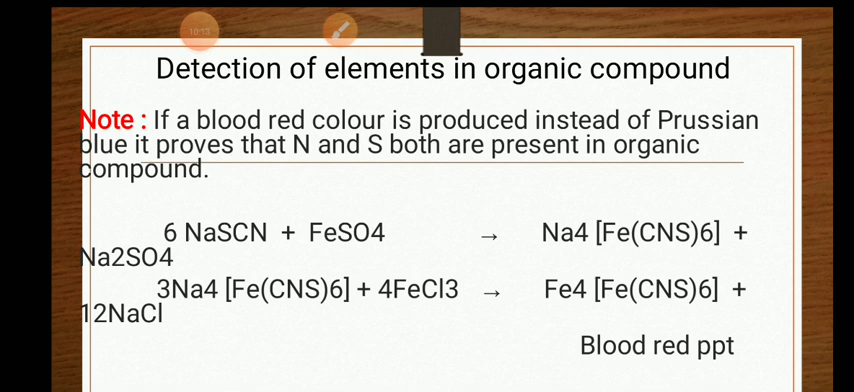 10:13
Detection of elements in organic compound
Note : If a blood red colour is produced instead of Prussian
blue it proves that N and S both are present in organic
compound.
6 NaSCN + FeSO4 → Na4 [Fe(CNS)6] +
Na2SO4
3Na4 [Fe(CNS)6] + 4FeCl3 → Fe4 [Fe(CNS)6] +
12NaCl
Blood red ppt